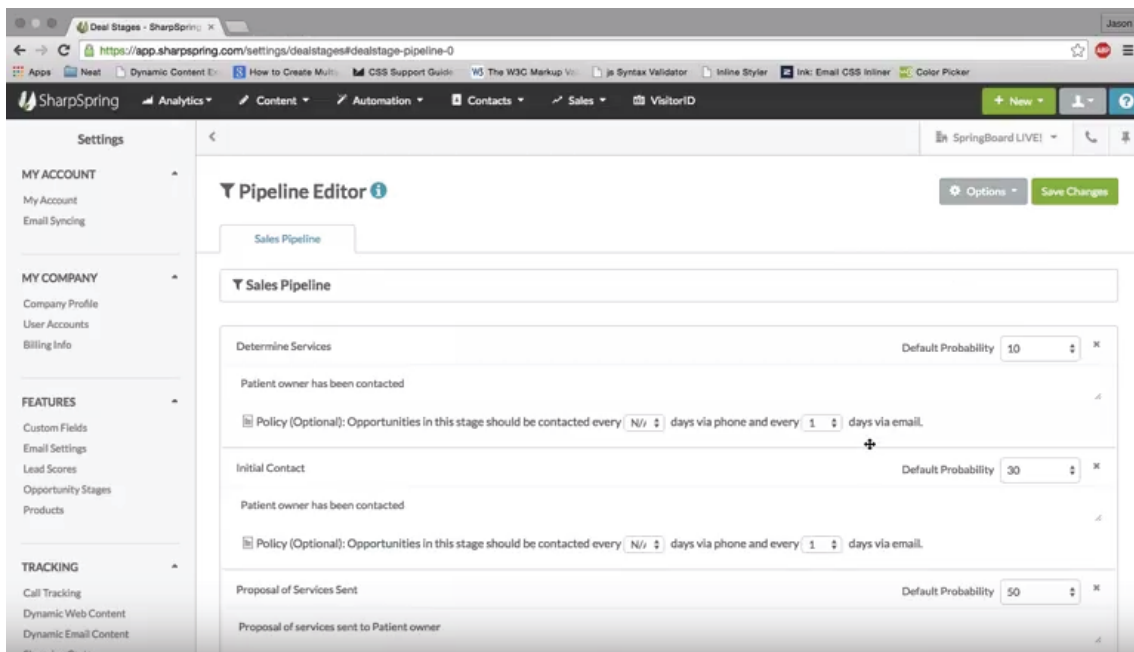 Deal Stages - SharpSpring
Jason
https://app.sharpspring.com/settings/dealstages#dealstage-pipeline-0
Apps Neat Dynamic Content How to Create CSS Support Guide The W3C Markup js Syntax Validator Inline Styler Ink: Email CSS Inliner Color Picker
SharpSpring Analytics Content Automation Contacts Sales VisitorID + New
Settings
SpringBoard LIVE!
MY ACCOUNT
My Account
Email Syncing
MY COMPANY
Company Profile
User Accounts
Billing Info
FEATURES
Custom Fields
Email Settings
Lead Scores
Opportunity Stages
Products
TRACKING
Call Tracking
Dynamic Web Content
Dynamic Email Content
Pipeline Editor
Options Save Changes
Sales Pipeline
Sales Pipeline
Determine Services Default Probability 10
Patient owner has been contacted
Policy (Optional): Opportunities in this stage should be contacted every N/ days via phone and every 1 days via email.
Initial Contact Default Probability 30
Patient owner has been contacted
Policy (Optional): Opportunities in this stage should be contacted every N/ days via phone and every 1 days via email.
Proposal of Services Sent Default Probability 50
Proposal of services sent to Patient owner